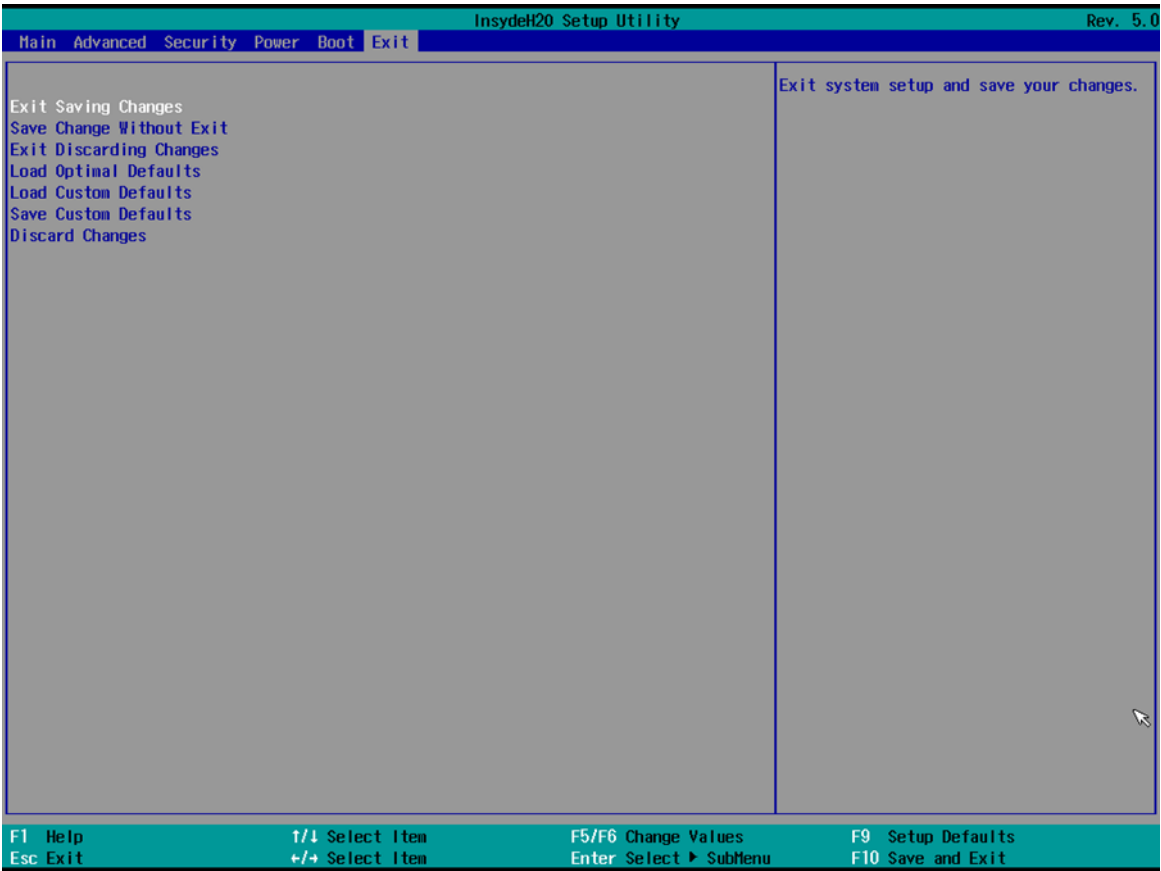 InsydeH20 Setup Utility Rev. 5.0
Main Advanced Security Power Boot Exit
Exit system setup and save your changes.
Exit Saving Changes
Save Change Without Exit
Exit Discarding Changes
Load Optimal Defaults
Load Custom Defaults
Save Custom Defaults
Discard Changes
F1 Help ↑/↓ Select Item F5/F6 Change Values F9 Setup Defaults
Esc Exit ←/→ Select Item Enter Select ▶ SubMenu F10 Save and Exit